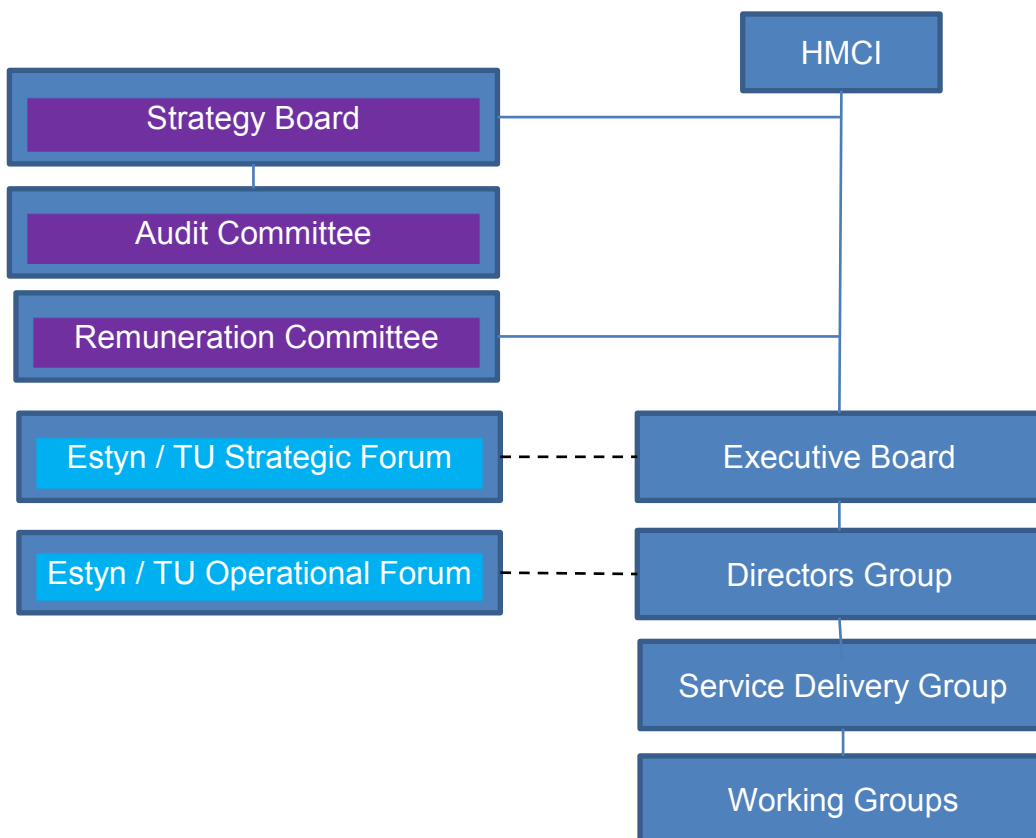 HMCI
Strategy Board
Audit Committee
Remuneration Committee
Estyn / TU Strategic Forum
Executive Board
Estyn / TU Operational Forum
Directors Group
Service Delivery Group
Working Groups